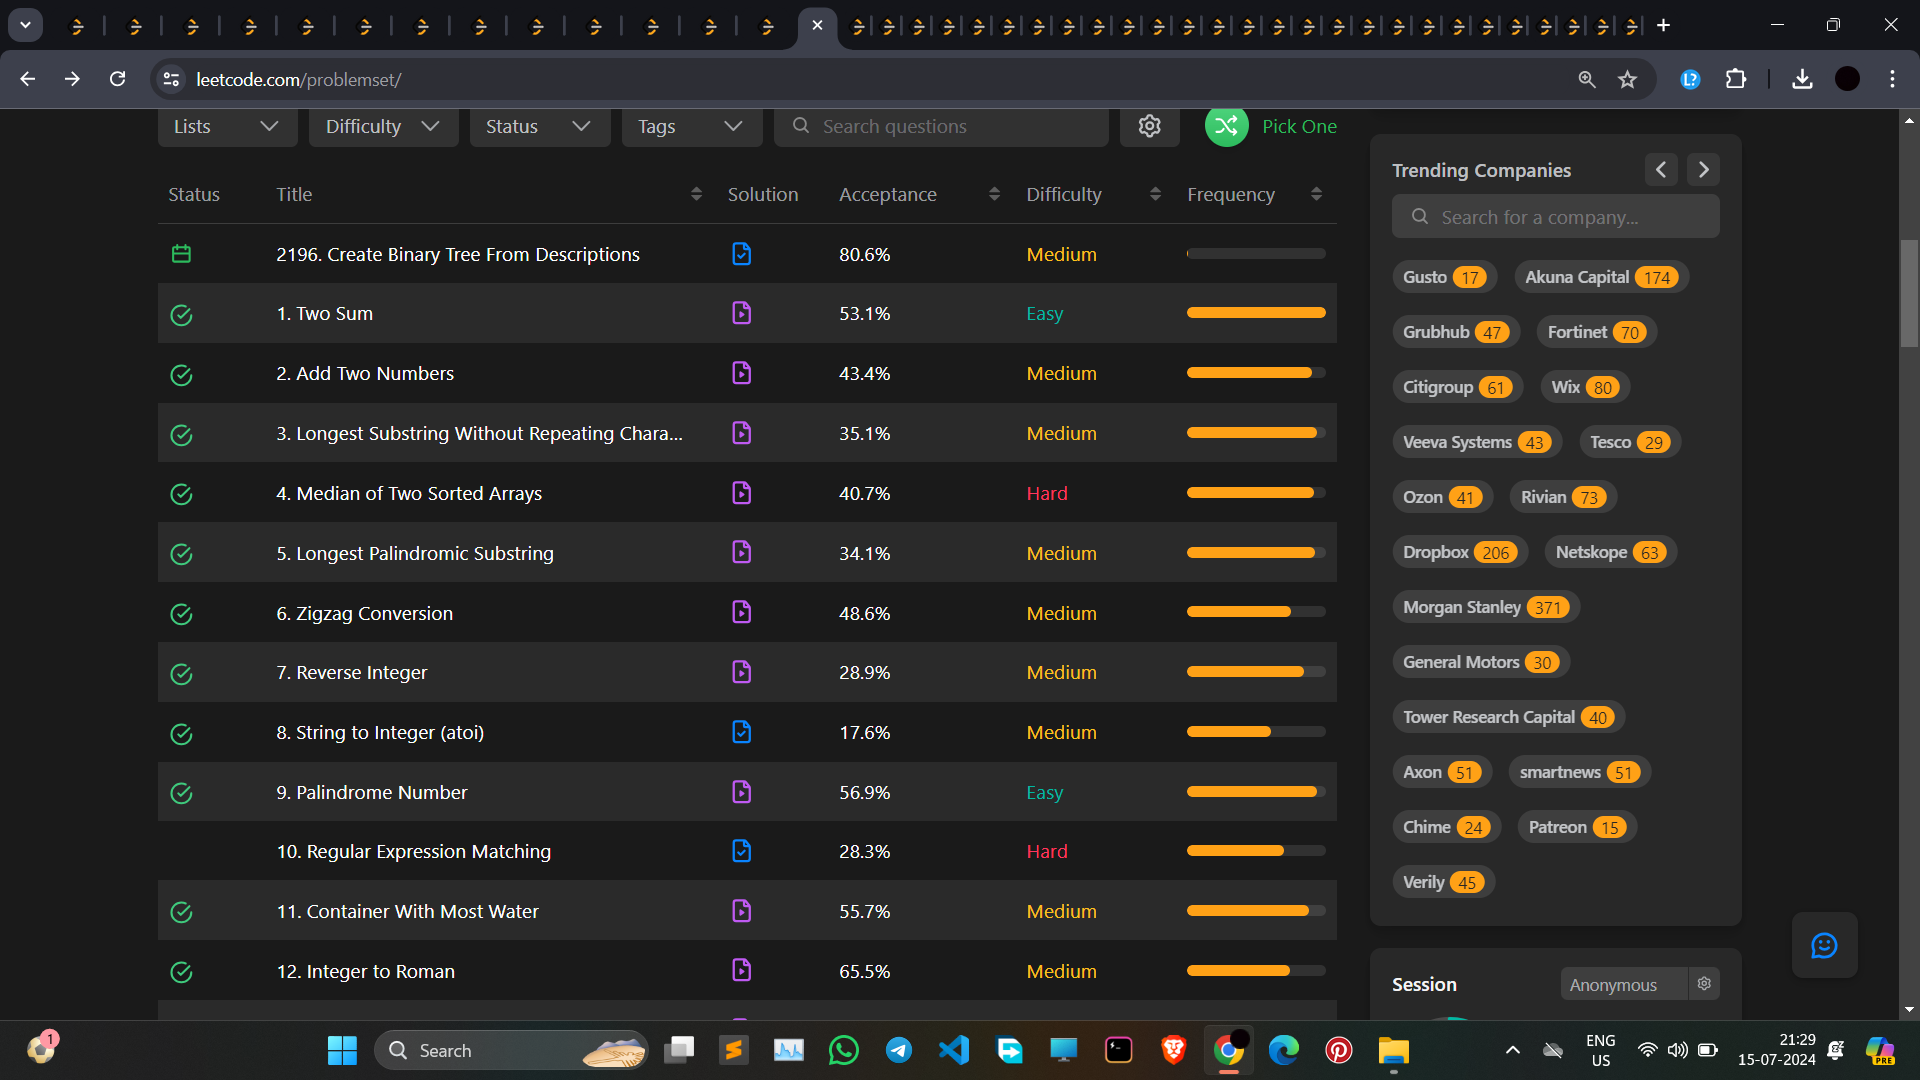 leetcode.com/problemset/
L?
Lists
Difficulty
Status
Tags
Search questions
Pick One
Status Title Solution Acceptance Difficulty Frequency
2196. Create Binary Tree From Descriptions 80.6% Medium
1. Two Sum 53.1% Easy
2. Add Two Numbers 43.4% Medium
3. Longest Substring Without Repeating Chara... 35.1% Medium
4. Median of Two Sorted Arrays 40.7% Hard
5. Longest Palindromic Substring 34.1% Medium
6. Zigzag Conversion 48.6% Medium
7. Reverse Integer 28.9% Medium
8. String to Integer (atoi) 17.6% Medium
9. Palindrome Number 56.9% Easy
10. Regular Expression Matching 28.3% Hard
11. Container With Most Water 55.7% Medium
12. Integer to Roman 65.5% Medium
Trending Companies
Search for a company...
Gusto 17 Akuna Capital 174
Grubhub 47 Fortinet 70
Citigroup 61 Wix 80
Veeva Systems 43 Tesco 29
Ozon 41 Rivian 73
Dropbox 206 Netskope 63
Morgan Stanley 371
General Motors 30
Tower Research Capital 40
Axon 51 smartnews 51
Chime 24 Patreon 15
Verily 45
Session Anonymous
1
Search
ENG
US
21:29
15-07-2024
PRE